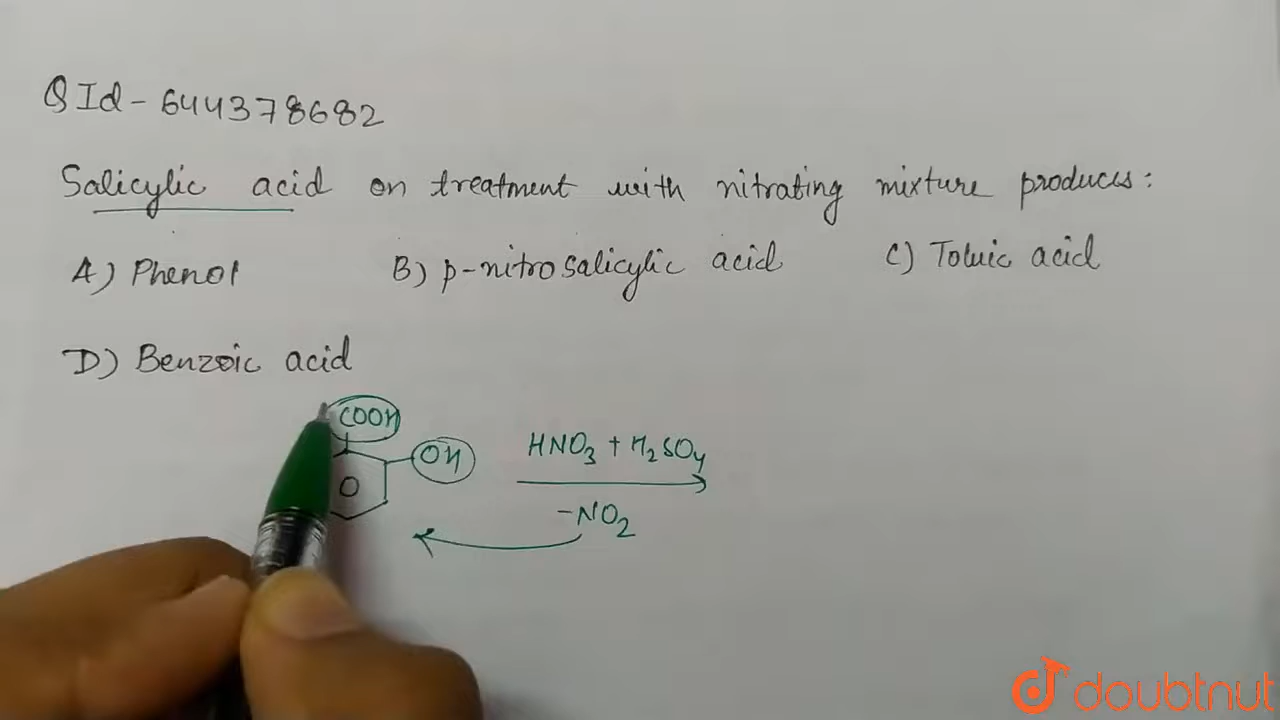 Q Id - 644378682
Salicylic acid on treatment with nitrating mixture produces:
A) Phenol B) p-nitrosalicylic acid C) Toluic acid
D) Benzoic acid
COOH
OH
HNO3 + H2SO4
-NO2
doubtnut